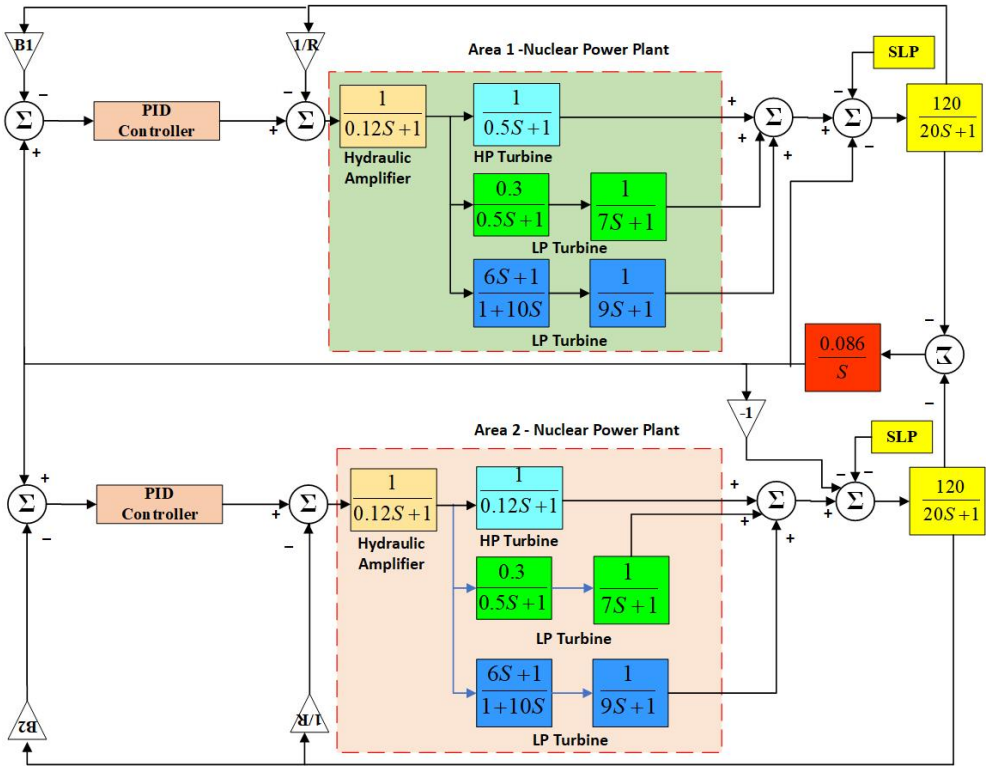 B1
1/R
Area 1 -Nuclear Power Plant
SLP
−
−
−
Σ
PID
Controller
+
+
Σ
1
0.12S+1
Hydraulic
Amplifier
1
0.5S+1
HP Turbine
0.3
0.5S+1
1
7S+1
LP Turbine
6S+1
1+10S
1
9S+1
LP Turbine
+
+
+
Σ
+
Σ
−
120
20S+1
−
Σ
−
0.086
S
-1
Area 2 - Nuclear Power Plant
SLP
+
Σ
−
PID
Controller
+
Σ
−
1
0.12S+1
Hydraulic
Amplifier
1
0.12S+1
HP Turbine
0.3
0.5S+1
1
7S+1
LP Turbine
6S+1
1+10S
1
9S+1
LP Turbine
+
+
+
Σ
−
−
+
Σ
120
20S+1
B2
1/R